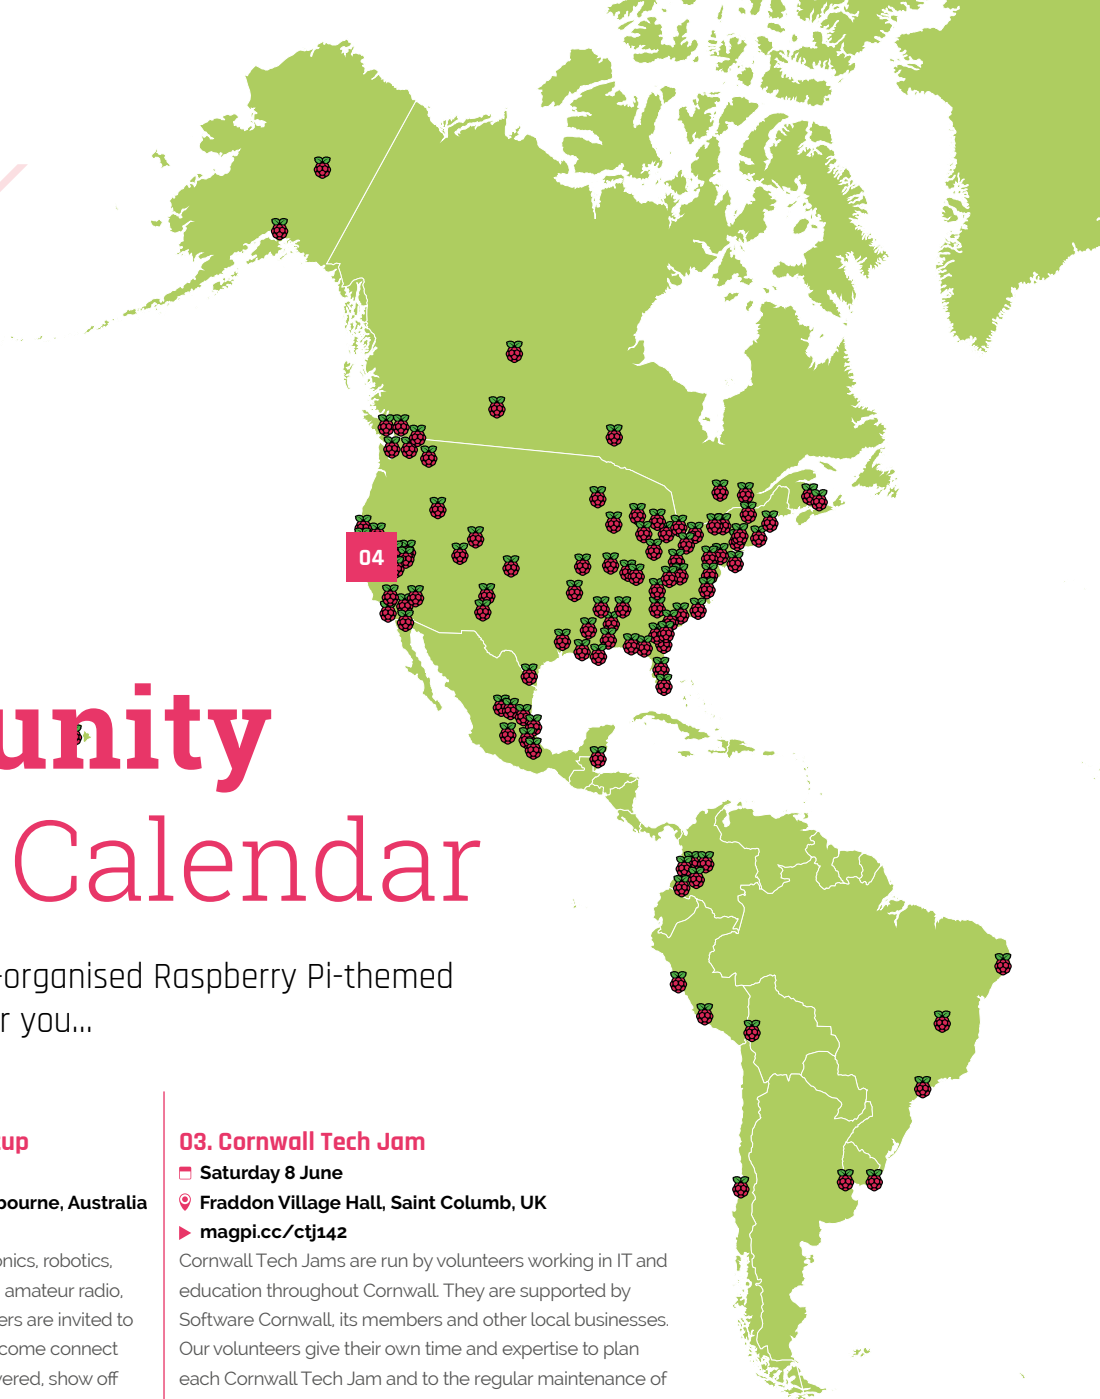 04
unity
Calendar
-organised Raspberry Pi-themed
r you...
up
bourne, Australia
onics, robotics,
amateur radio,
ers are invited to
come connect
vered, show off
03. Cornwall Tech Jam
Saturday 8 June
Fraddon Village Hall, Saint Columb, UK
magpi.cc/ctj142
Cornwall Tech Jams are run by volunteers working in IT and
education throughout Cornwall. They are supported by
Software Cornwall, its members and other local businesses.
Our volunteers give their own time and expertise to plan
each Cornwall Tech Jam and to the regular maintenance of